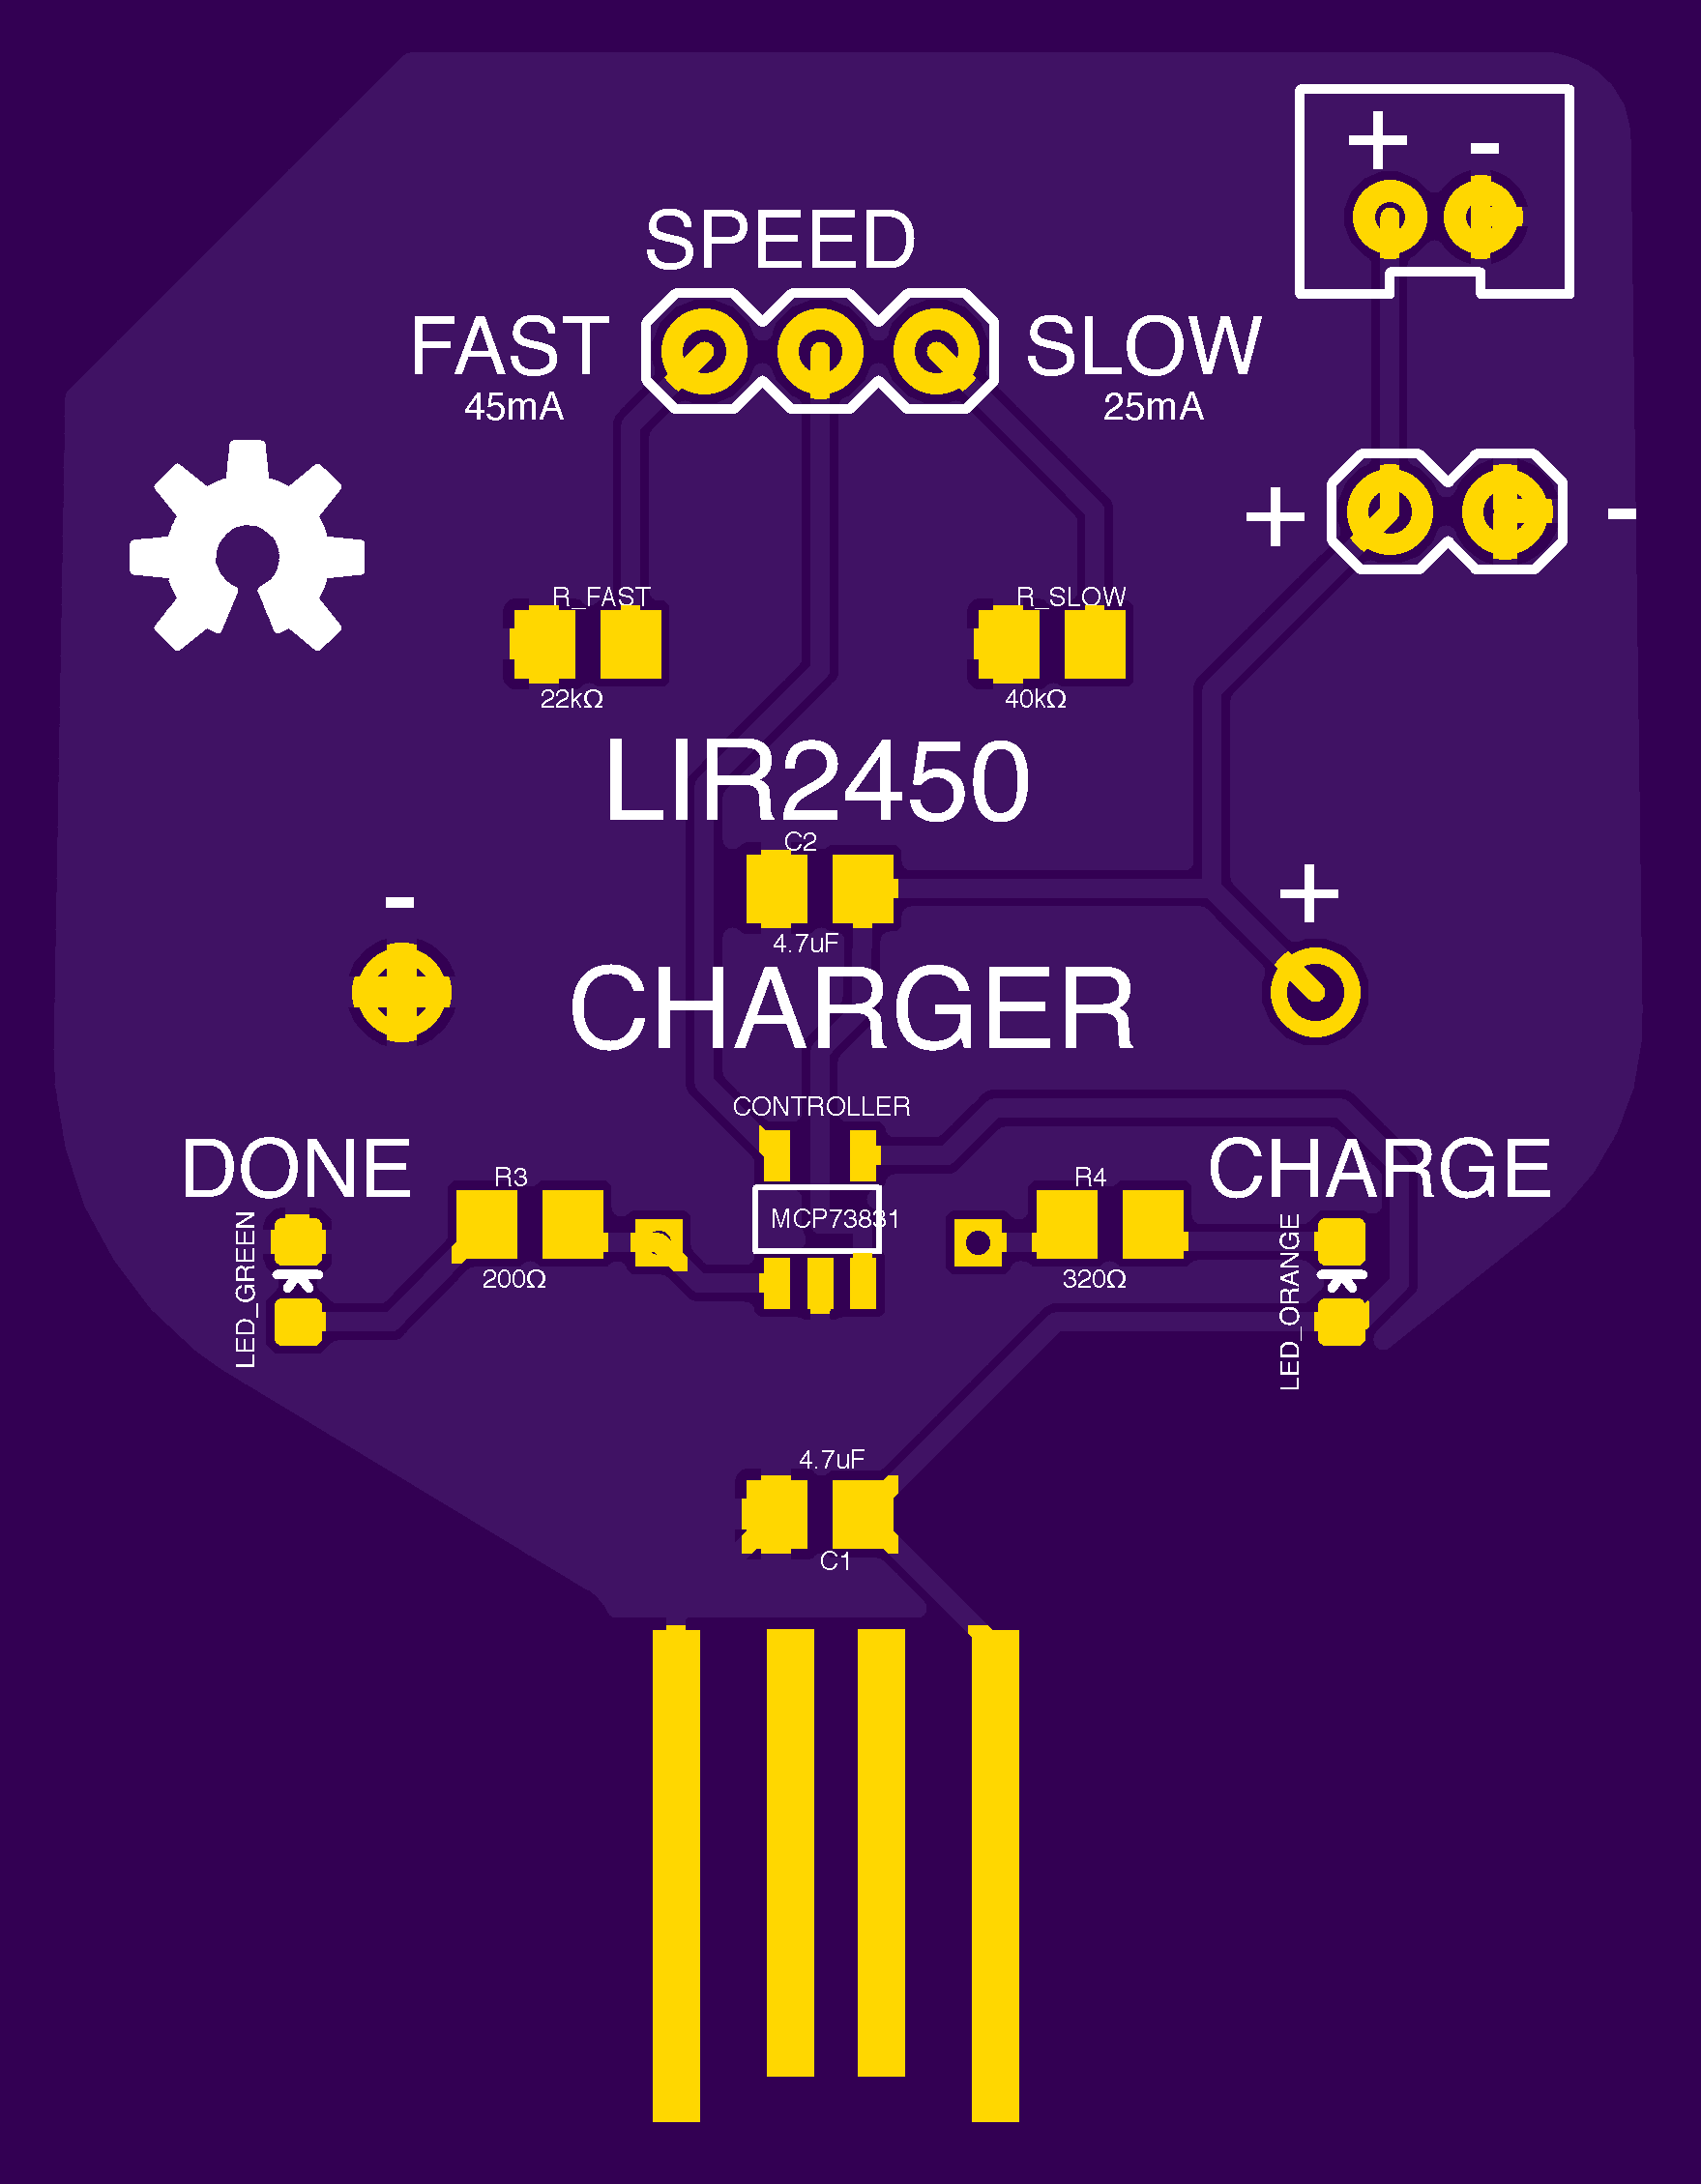 + -
SPEED
FAST
SLOW
45mA
25mA
+ -
R_FAST
R_SLOW
22kΩ
40kΩ
LIR2450
C2
- +
4.7uF
CHARGER
CONTROLLER
DONE
CHARGE
R3
R4
MCP73831
LED_GREEN
K
LED_ORANGE
K
200Ω
320Ω
4.7uF
C1